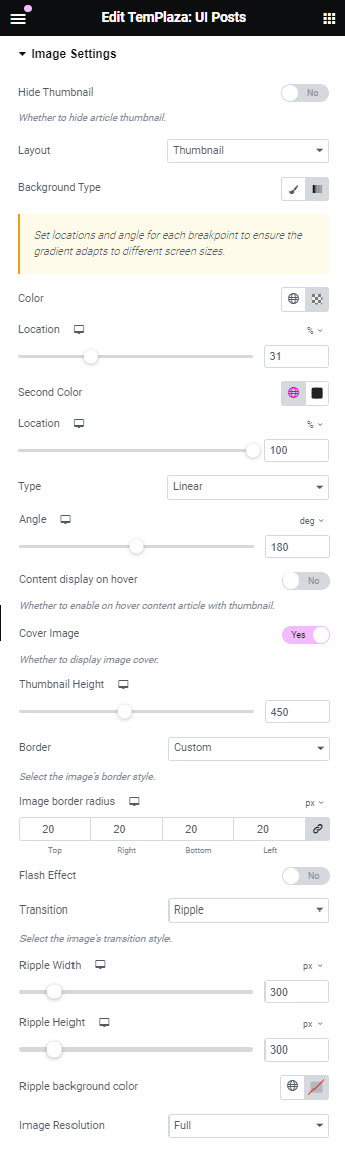 Edit TemPlaza: UI Posts
Image Settings
Hide Thumbnail
No
Whether to hide article thumbnail.
Layout
Thumbnail
Background Type
Set locations and angle for each breakpoint to ensure the
gradient adapts to different screen sizes.
Color
Location
%
31
Second Color
Location
%
100
Type
Linear
Angle
deg
180
Content display on hover
No
Whether to enable on hover content article with thumbnail.
Cover Image
Yes
Whether to display image cover.
Thumbnail Height
450
Border
Custom
Select the image's border style.
Image border radius
px
20
20
20
20
Top
Right
Bottom
Left
Flash Effect
No
Transition
Ripple
Select the image's transition style.
Ripple Width
px
300
Ripple Height
px
300
Ripple background color
Image Resolution
Full